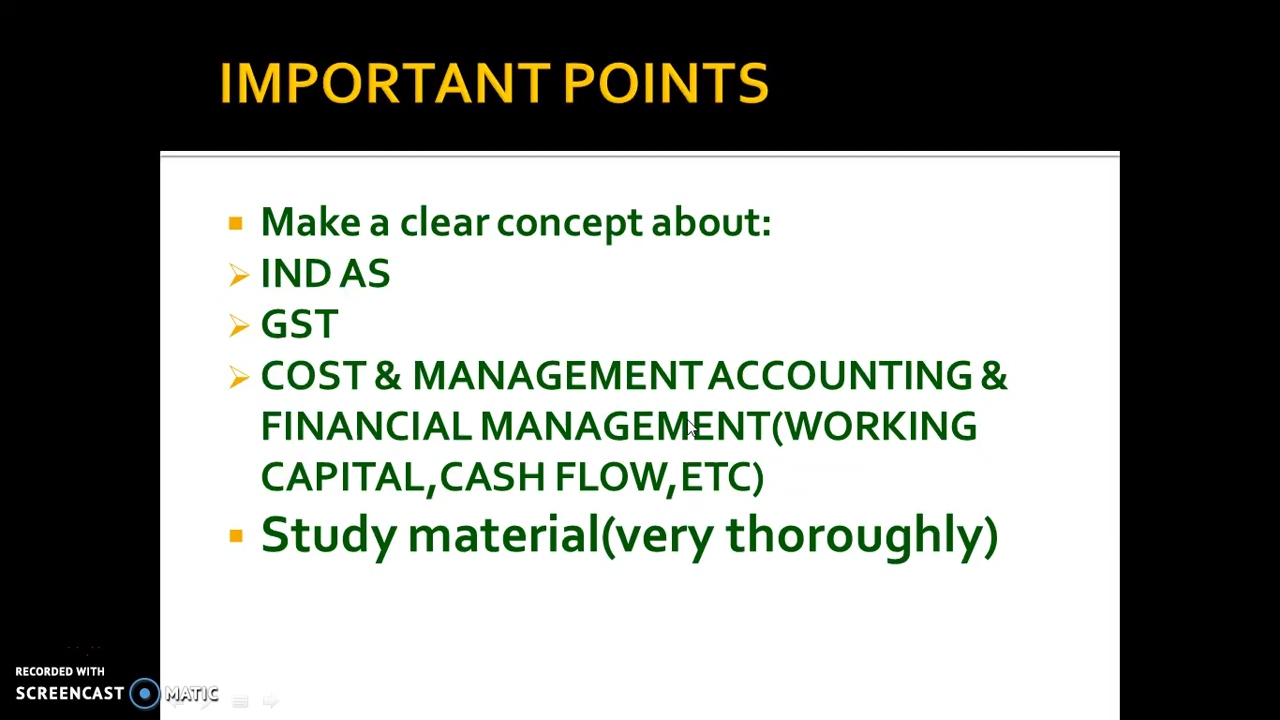 IMPORTANT POINTS
Make a clear concept about:
IND AS
GST
COST & MANAGEMENT ACCOUNTING &
FINANCIAL MANAGEMENT(WORKING
CAPITAL,CASH FLOW,ETC)
Study material(very thoroughly)
RECORDED WITH
SCREENCAST MATIC